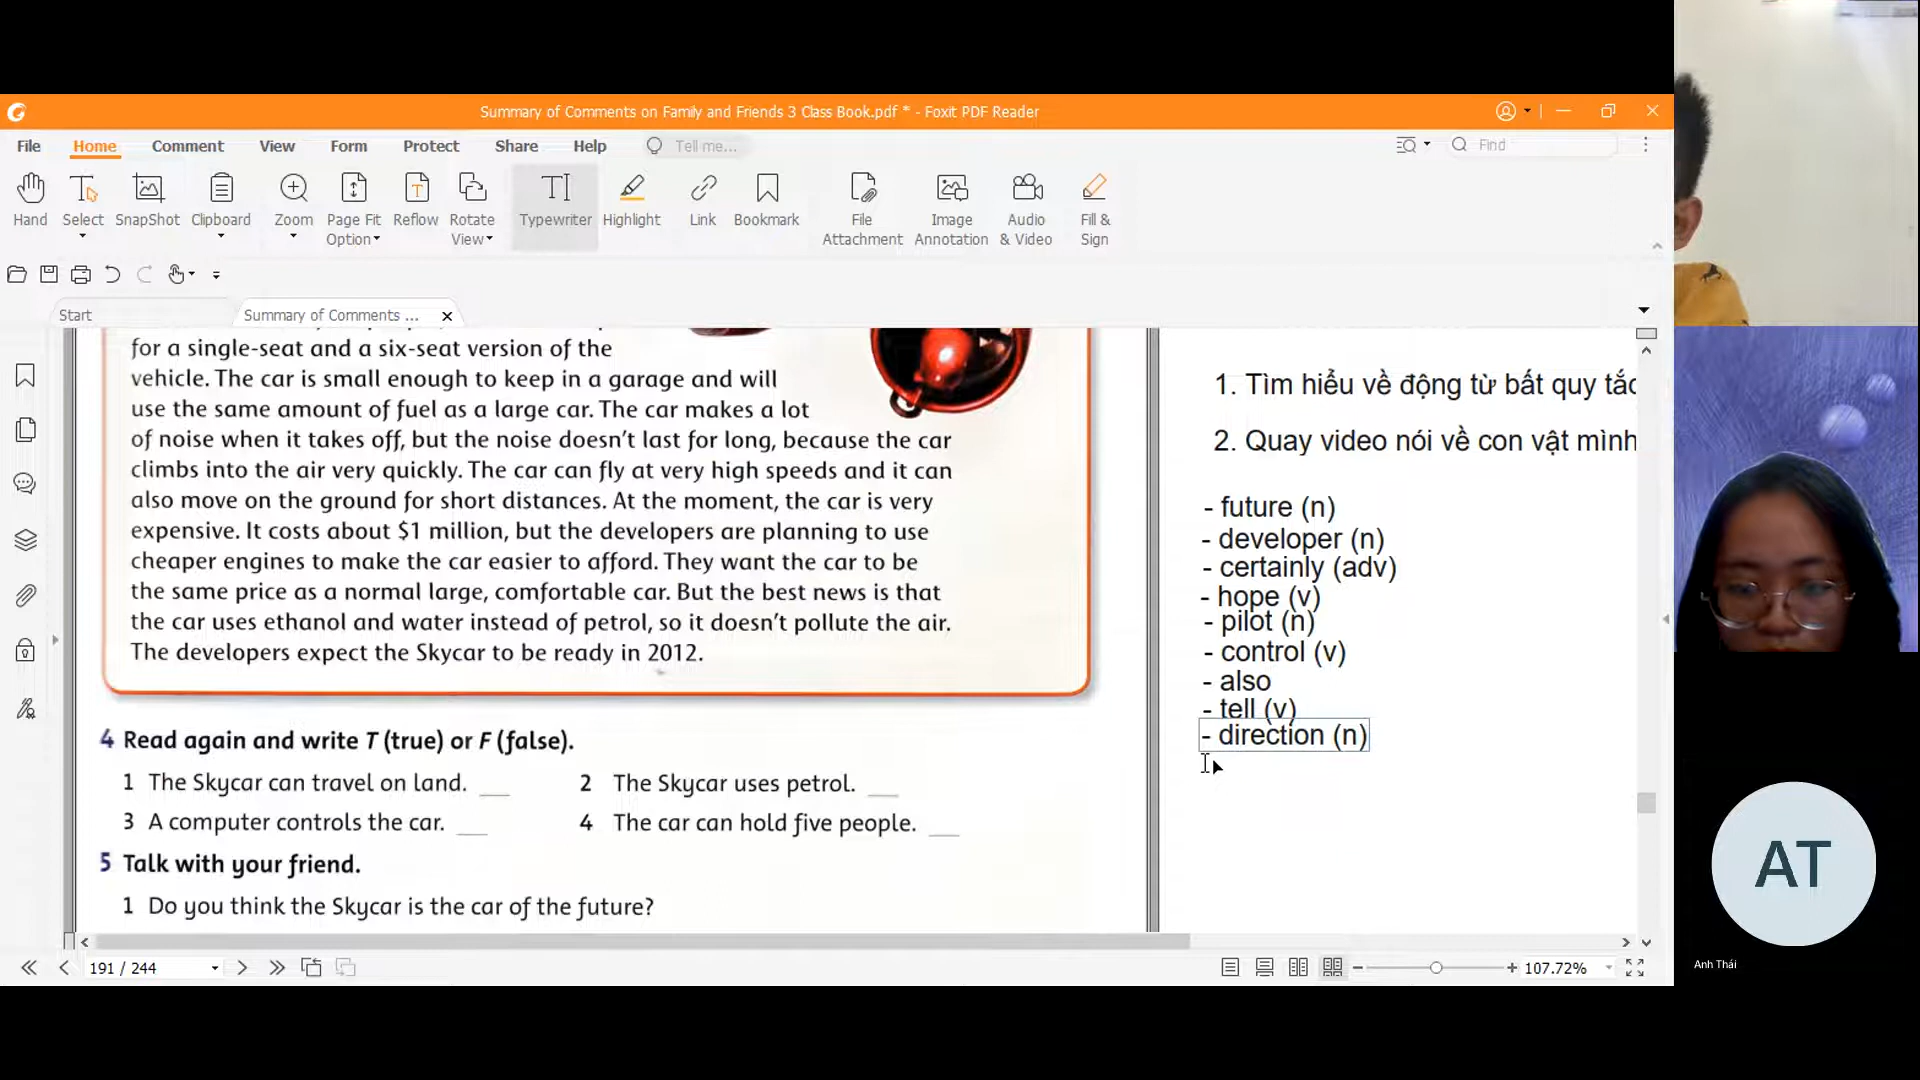 Summary of Comments on Family and Friends 3 Class Book.pdf * - Foxit PDF Reader
File Home Comment View Form Protect Share Help Tell me... Find
Hand Select SnapShot Clipboard Zoom Page Fit Option Reflow Rotate View Typewriter Highlight Link Bookmark File Attachment Image Annotation Audio & Video Fill & Sign
Start Summary of Comments ...
for a single-seat and a six-seat version of the
vehicle. The car is small enough to keep in a garage and will
use the same amount of fuel as a large car. The car makes a lot
of noise when it takes off, but the noise doesn't last for long, because the car
climbs into the air very quickly. The car can fly at very high speeds and it can
also move on the ground for short distances. At the moment, the car is very
expensive. It costs about $1 million, but the developers are planning to use
cheaper engines to make the car easier to afford. They want the car to be
the same price as a normal large, comfortable car. But the best news is that
the car uses ethanol and water instead of petrol, so it doesn't pollute the air.
The developers expect the Skycar to be ready in 2012.
4 Read again and write T (true) or F (false).
1 The Skycar can travel on land. ___ 2 The Skycar uses petrol. ___
3 A computer controls the car. ___ 4 The car can hold five people. ___
5 Talk with your friend.
1 Do you think the Skycar is the car of the future?
1. Tìm hiểu về động từ bất quy tắc
2. Quay video nói về con vật mình
- future (n)
- developer (n)
- certainly (adv)
- hope (v)
- pilot (n)
- control (v)
- also
- tell (v)
- direction (n)
191 / 244 107.72%
AT
Anh Thái